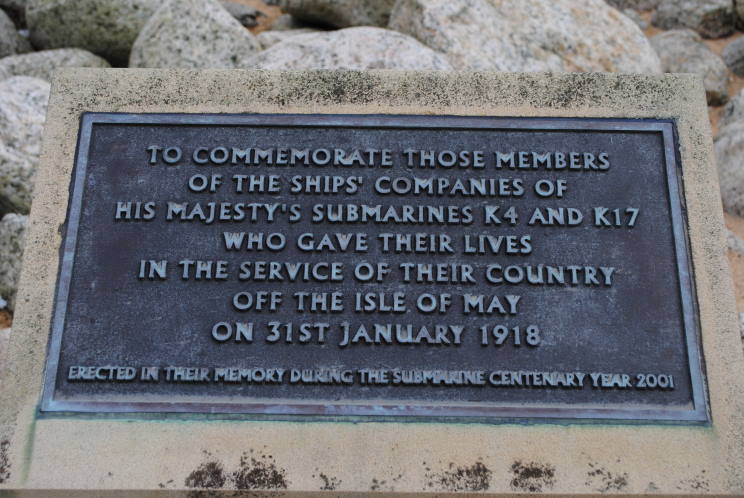 TO COMMEMORATE THOSE MEMBERS
OF THE SHIPS' COMPANIES OF
HIS MAJESTY'S SUBMARINES K4 AND K17
WHO GAVE THEIR LIVES
IN THE SERVICE OF THEIR COUNTRY
OFF THE ISLE OF MAY
ON 31ST JANUARY 1918
ERECTED IN THEIR MEMORY DURING THE SUBMARINE CENTENARY YEAR 2001